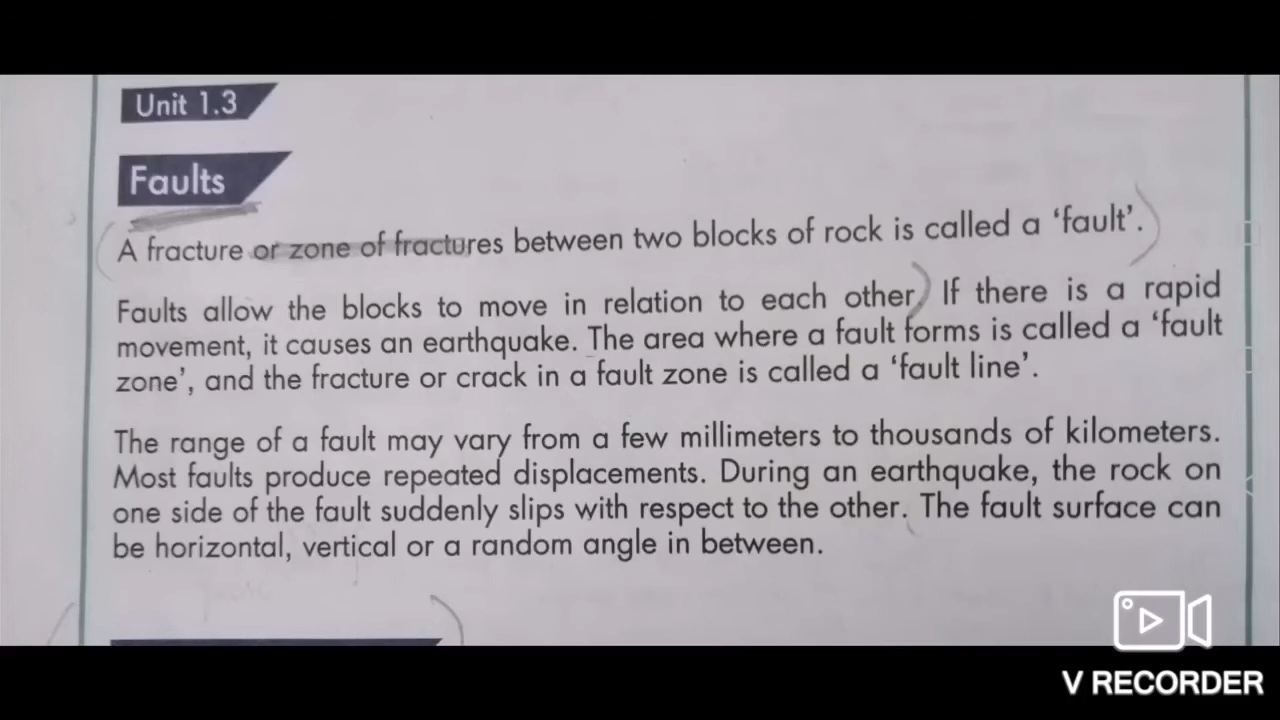 Unit 1.3
Faults
A fracture or zone of fractures between two blocks of rock is called a ‘fault’.
Faults allow the blocks to move in relation to each other. If there is a rapid
movement, it causes an earthquake. The area where a fault forms is called a ‘fault
zone’, and the fracture or crack in a fault zone is called a ‘fault line’.
The range of a fault may vary from a few millimeters to thousands of kilometers.
Most faults produce repeated displacements. During an earthquake, the rock on
one side of the fault suddenly slips with respect to the other. The fault surface can
be horizontal, vertical or a random angle in between.
V RECORDER